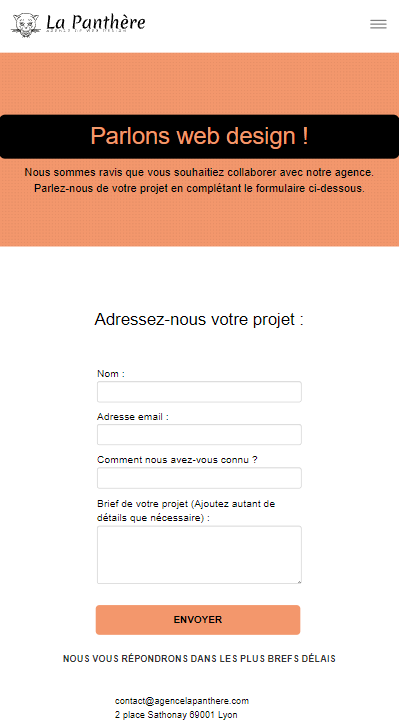 La Panthère
AGENCE DE WEB DESIGN
Parlons web design !
Nous sommes ravis que vous souhaitiez collaborer avec notre agence.
Parlez-nous de votre projet en complétant le formulaire ci-dessous.
Adressez-nous votre projet :
Nom :
Adresse email :
Comment nous avez-vous connu ?
Brief de votre projet (Ajoutez autant de
détails que nécessaire) :
ENVOYER
NOUS VOUS RÉPONDRONS DANS LES PLUS BREFS DÉLAIS
contact@agencelapanthere.com
2 place Sathonay 69001 Lyon